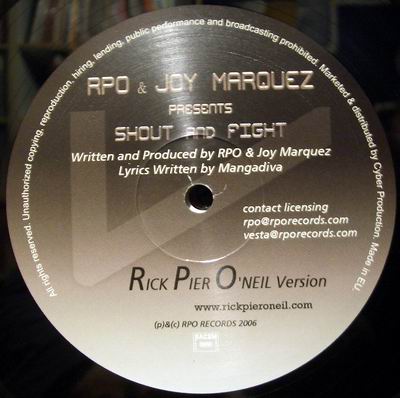 All rights reserved. Unauthorized copying, reproduction, hiring, lending, public performance and broadcasting prohibited. Marketed & distributed by Cyber Production. Made in EU.
RPO & JOY MARQUEZ
PRESENTS
SHOUT AND FIGHT
Written and Produced by RPO & Joy Marquez
Lyrics Written by Mangadiva
contact licensing
rpo@rporecords.com
vesta@rporecords.com
RICK PIER O'NEIL Version
www.rickpieroneil.com
(p)&(c) RPO RECORDS 2006
SACEM